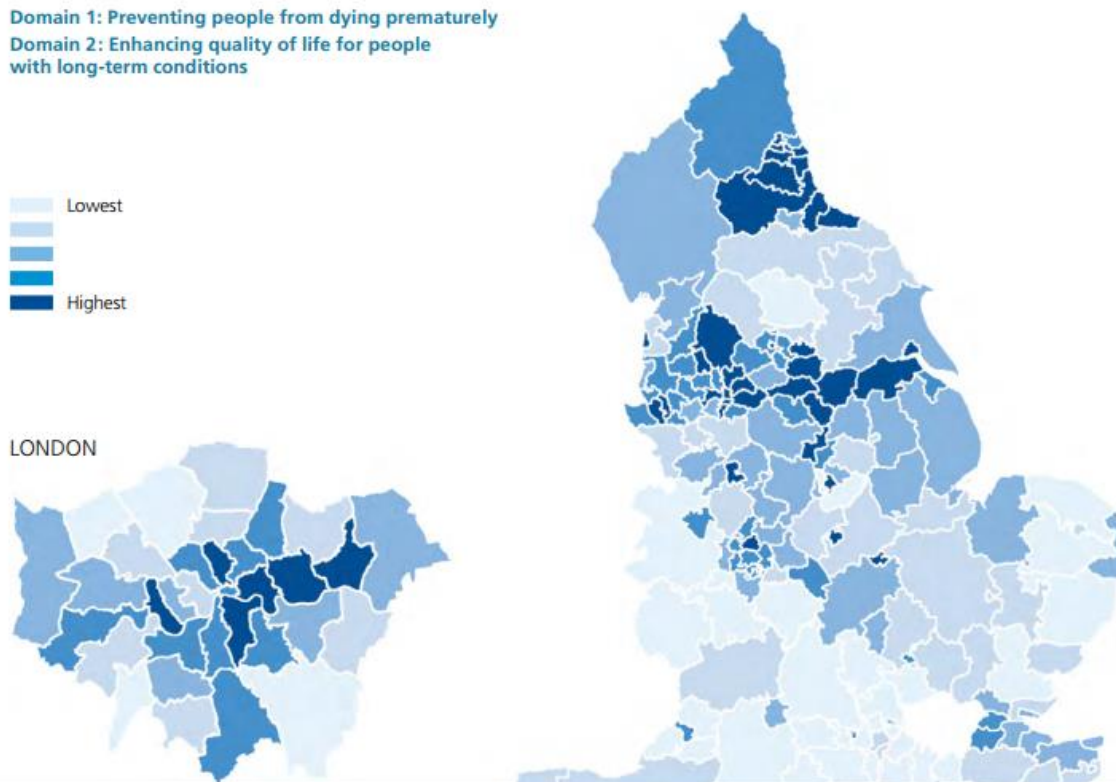 Domain 1: Preventing people from dying prematurely
Domain 2: Enhancing quality of life for people
with long-term conditions
Lowest
Highest
LONDON